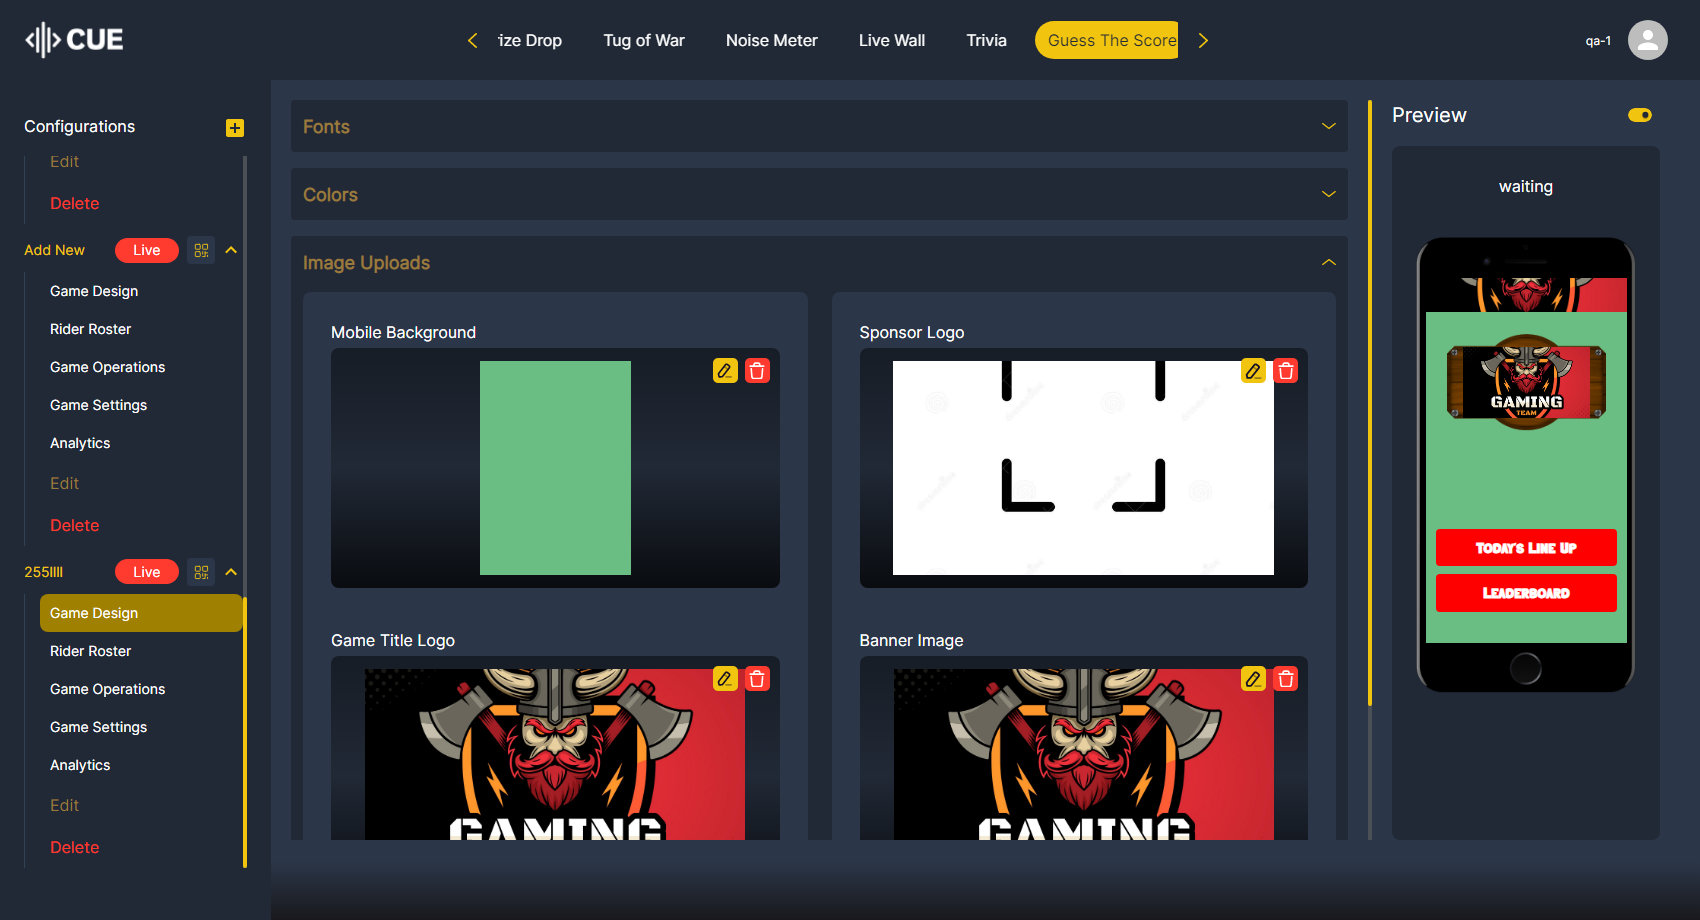 CUE
ize Drop
Tug of War
Noise Meter
Live Wall
Trivia
Guess The Score
qa-1
Configurations
Edit
Delete
Add New
Live
Game Design
Rider Roster
Game Operations
Game Settings
Analytics
Edit
Delete
255llll
Live
Game Design
Rider Roster
Game Operations
Game Settings
Analytics
Edit
Delete
Fonts
Colors
Image Uploads
Mobile Background
Sponsor Logo
Game Title Logo
GAMING
Banner Image
GAMING
Preview
waiting
GAMING
TEAM
Today's Line Up
Leaderboard